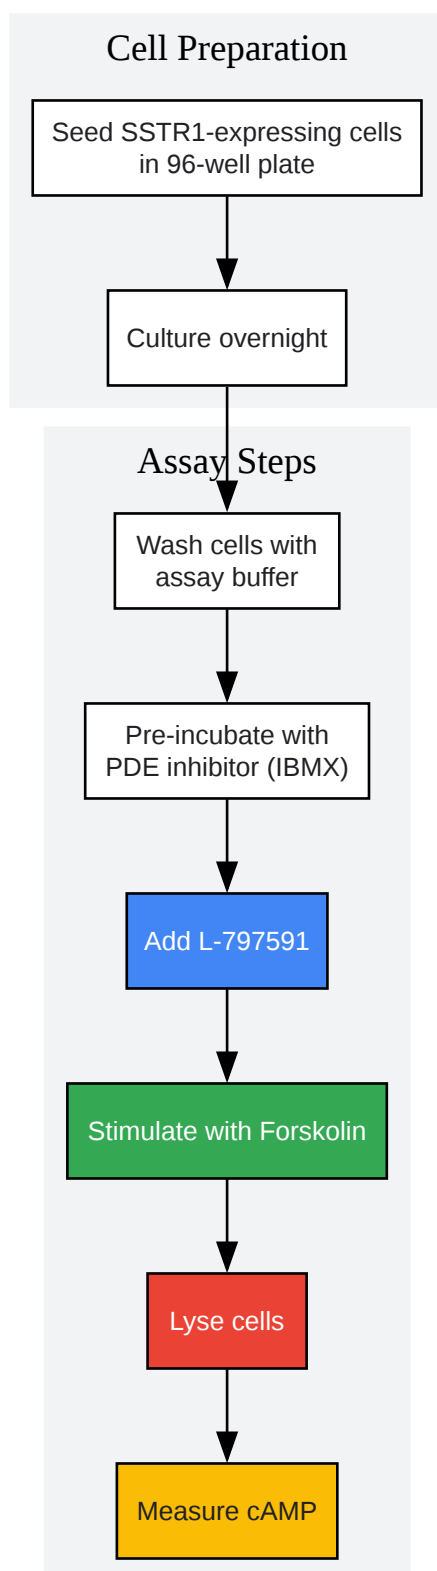 Cell Preparation
Seed SSTR1-expressing cells
in 96-well plate
Culture overnight
Assay Steps
Wash cells with
assay buffer
Pre-incubate with
PDE inhibitor (IBMX)
Add L-797591
Stimulate with Forskolin
Lyse cells
Measure cAMP